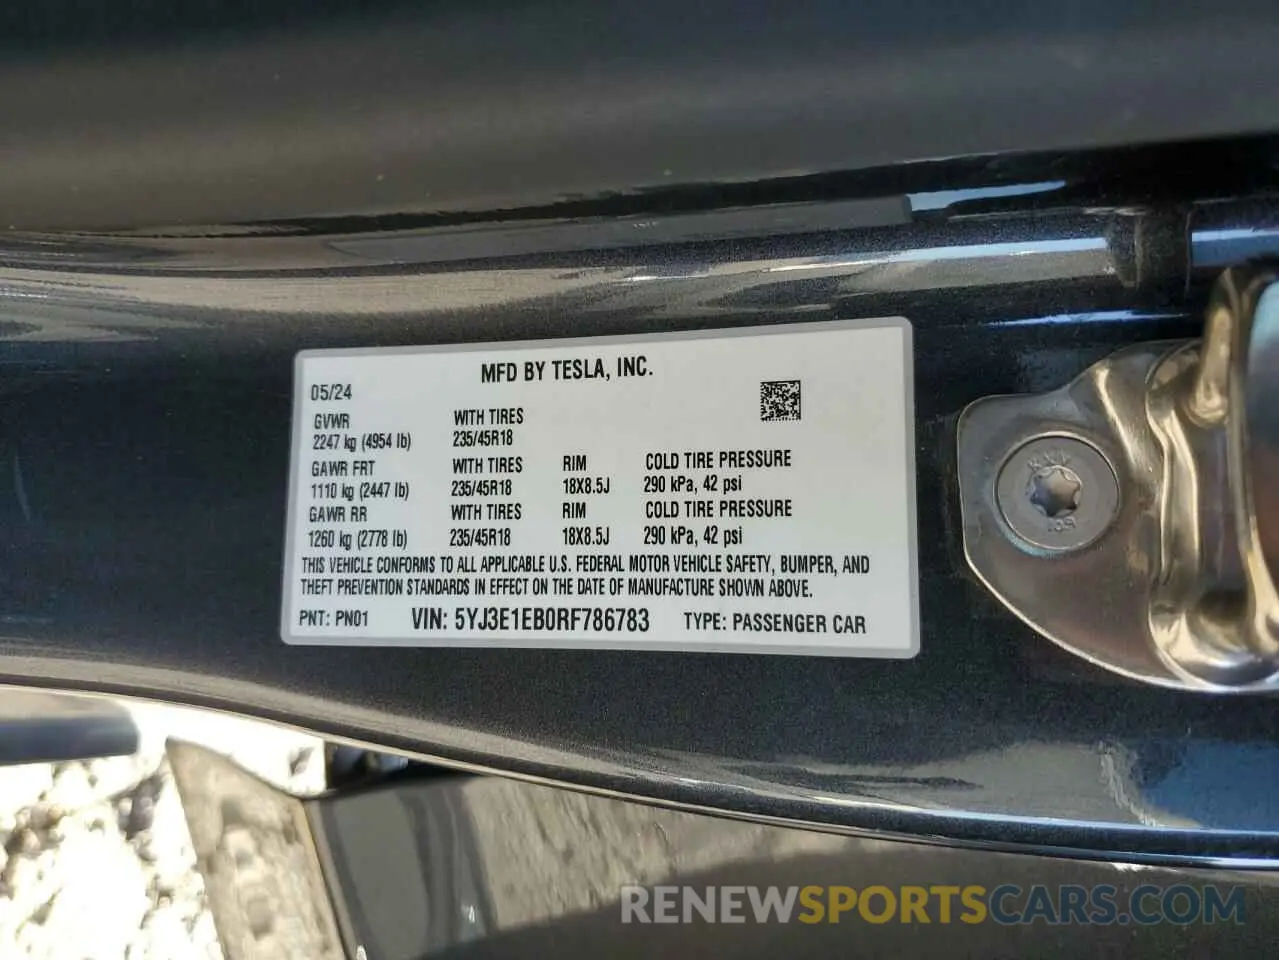 MFD BY TESLA, INC.
05/24
GVWR WITH TIRES
2247 kg (4954 lb) 235/45R18
GAWR FRT WITH TIRES RIM COLD TIRE PRESSURE
1110 kg (2447 lb) 235/45R18 18X8.5J 290 kPa, 42 psi
GAWR RR WITH TIRES RIM COLD TIRE PRESSURE
1260 kg (2778 lb) 235/45R18 18X8.5J 290 kPa, 42 psi
THIS VEHICLE CONFORMS TO ALL APPLICABLE U.S. FEDERAL MOTOR VEHICLE SAFETY, BUMPER, AND
THEFT PREVENTION STANDARDS IN EFFECT ON THE DATE OF MANUFACTURE SHOWN ABOVE.
PNT: PN01 VIN: 5YJ3E1EB0RF786783 TYPE: PASSENGER CAR
RENEWSPORTSCARS.COM